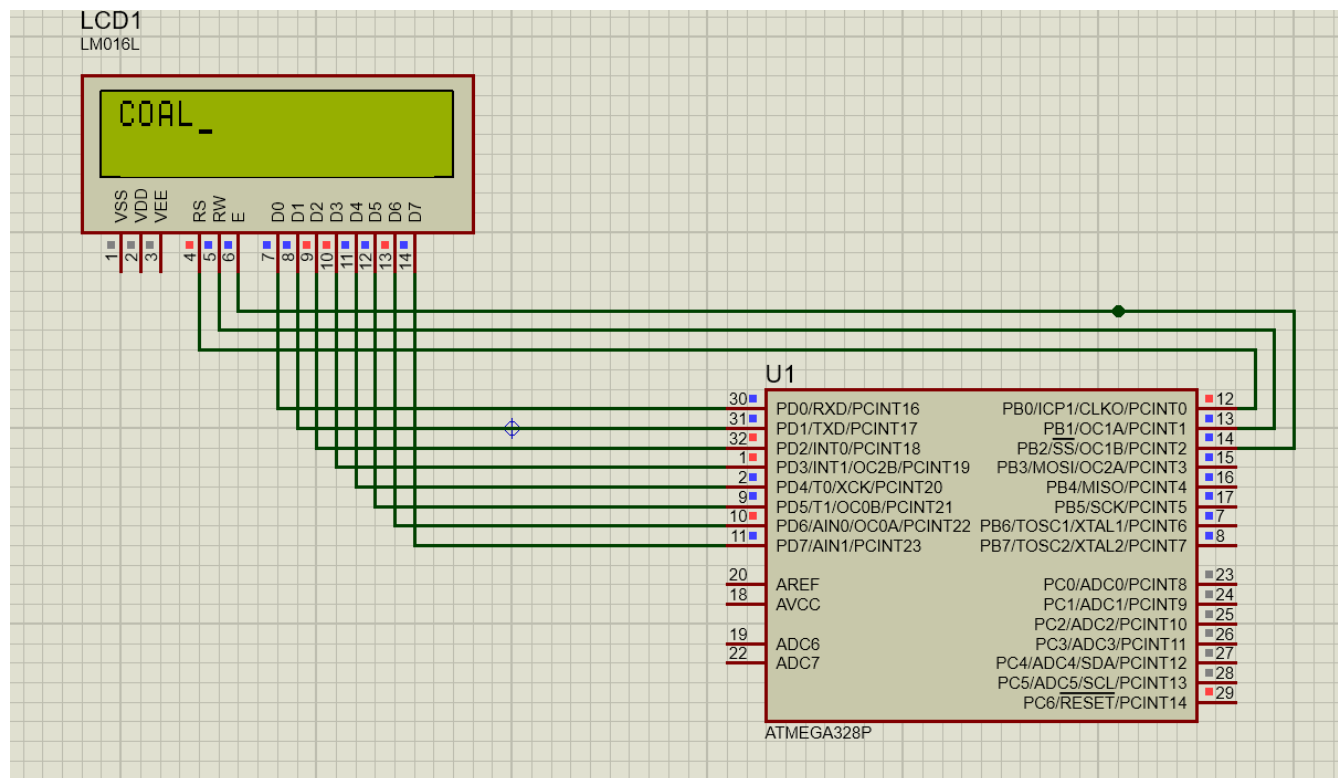 LCD1
LM016L
COAL_
VSS
VDD
VEE
RS
RW
E
D0
D1
D2
D3
D4
D5
D6
D7
1
2
3
4
5
6
7
8
9
10
11
12
13
14
U1
30 PD0/RXD/PCINT16 PB0/ICP1/CLKO/PCINT0 12
31 PD1/TXD/PCINT17 PB1/OC1A/PCINT1 13
32 PD2/INT0/PCINT18 PB2/SS/OC1B/PCINT2 14
1 PD3/INT1/OC2B/PCINT19 PB3/MOSI/OC2A/PCINT3 15
2 PD4/T0/XCK/PCINT20 PB4/MISO/PCINT4 16
9 PD5/T1/OC0B/PCINT21 PB5/SCK/PCINT5 17
10 PD6/AIN0/OC0A/PCINT22 PB6/TOSC1/XTAL1/PCINT6 7
11 PD7/AIN1/PCINT23 PB7/TOSC2/XTAL2/PCINT7 8
20 AREF PC0/ADC0/PCINT8 23
18 AVCC PC1/ADC1/PCINT9 24
PC2/ADC2/PCINT10 25
19 ADC6 PC3/ADC3/PCINT11 26
22 ADC7 PC4/ADC4/SDA/PCINT12 27
PC5/ADC5/SCL/PCINT13 28
PC6/RESET/PCINT14 29
ATMEGA328P